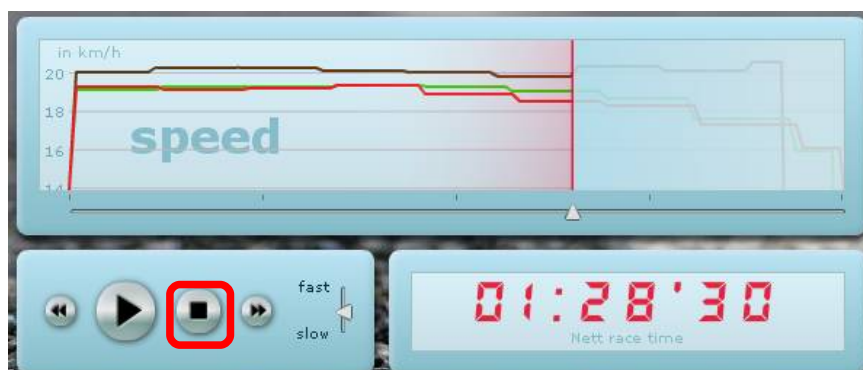 in km/h
20
18
16
14
speed
fast
slow
01:28'30
Nett race time